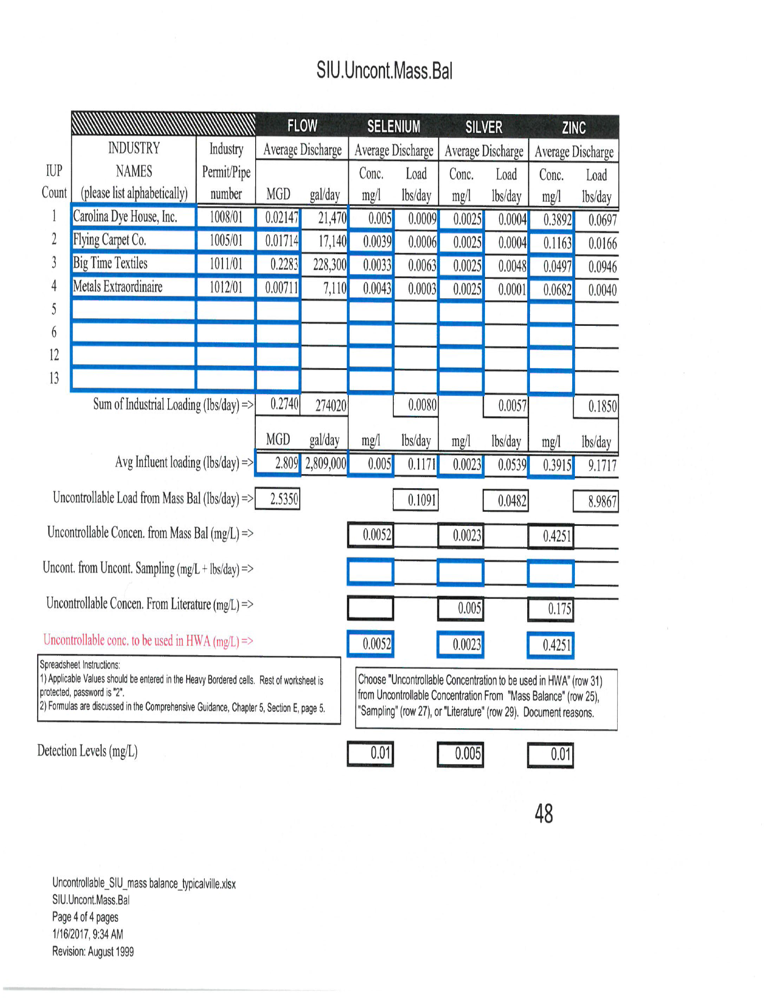 SIU.Uncont.Mass.Bal
FLOW SELENIUM SILVER ZINC
INDUSTRY Industry Average Discharge Average Discharge Average Discharge Average Discharge
IUP NAMES Permit/Pipe Conc. Load Conc. Load Conc. Load
Count (please list alphabetically) number MGD gal/day mg/l lbs/day mg/l lbs/day mg/l lbs/day
1 Carolina Dye House, Inc. 1008/01 0.02147 21,470 0.005 0.0009 0.0025 0.0004 0.3892 0.0697
2 Flying Carpet Co. 1005/01 0.01714 17,140 0.0039 0.0006 0.0025 0.0004 0.1163 0.0166
3 Big Time Textiles 1011/01 0.2283 228,300 0.0033 0.0063 0.0025 0.0048 0.0497 0.0946
4 Metals Extraordinaire 1012/01 0.00711 7,110 0.0043 0.0003 0.0025 0.0001 0.0682 0.0040
5
6
12
13
Sum of Industrial Loading (lbs/day) => 0.2740 274020 0.0080 0.0057 0.1850
MGD gal/day mg/l lbs/day mg/l lbs/day mg/l lbs/day
Avg Influent loading (lbs/day) => 2.809 2,809,000 0.005 0.1171 0.0023 0.0539 0.3915 9.1717
Uncontrollable Load from Mass Bal (lbs/day) => 2.5350 0.1091 0.0482 8.9867
Uncontrollable Concen. from Mass Bal (mg/L) => 0.0052 0.0023 0.4251
Uncont. from Uncont. Sampling (mg/L + lbs/day) =>
Uncontrollable Concen. From Literature (mg/L) => 0.005 0.175
Uncontrollable conc. to be used in HWA (mg/L) => 0.0052 0.0023 0.4251
Spreadsheet Instructions:
1) Applicable Values should be entered in the Heavy Bordered cells. Rest of worksheet is
protected, password is "2".
2) Formulas are discussed in the Comprehensive Guidance, Chapter 5, Section E, page 5.
Choose "Uncontrollable Concentration to be used in HWA" (row 31)
from Uncontrollable Concentration From "Mass Balance" (row 25),
"Sampling" (row 27), or "Literature" (row 29). Document reasons.
Detection Levels (mg/L) 0.01 0.005 0.01
48
Uncontrollable_SIU_mass balance_typicalville.xlsx
SIU.Uncont.Mass.Bal
Page 4 of 4 pages
1/16/2017, 9:34 AM
Revision: August 1999